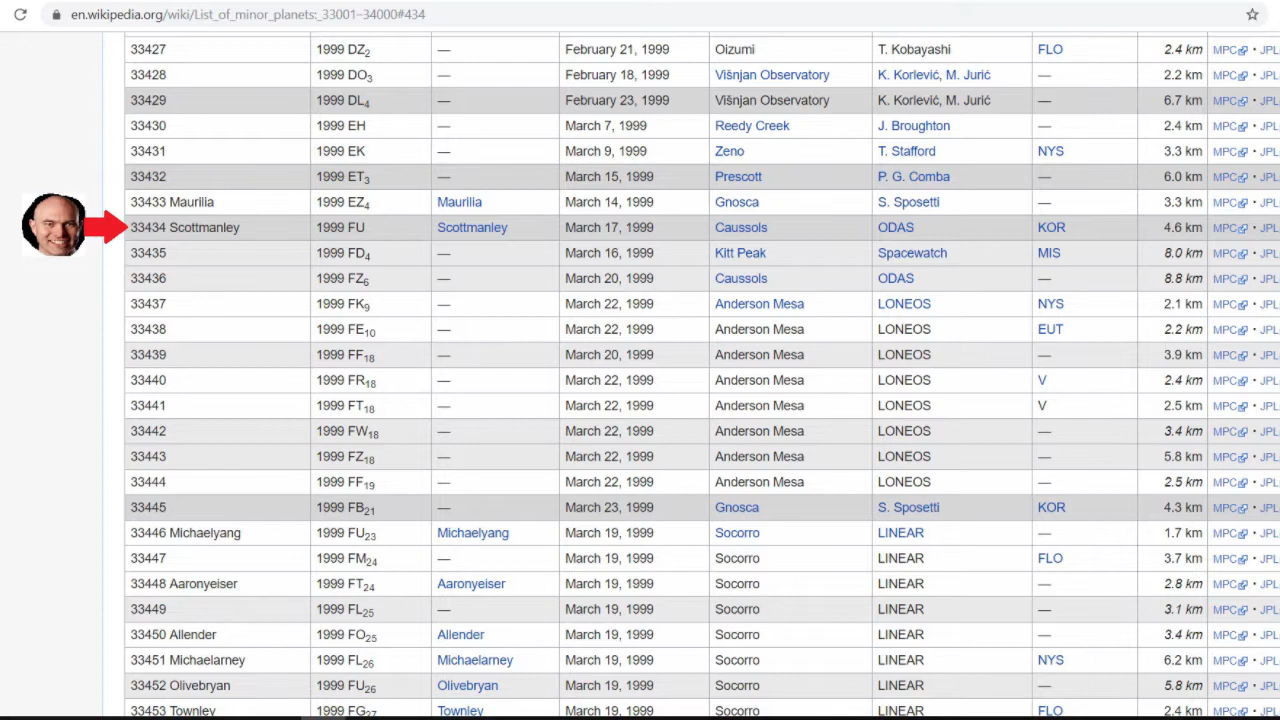 en.wikipedia.org/wiki/List_of_minor_planets:_33001–34000#434
33427 1999 DZ2 — February 21, 1999 Oizumi T. Kobayashi FLO 2.4 km MPC • JPL
33428 1999 DO3 — February 18, 1999 Višnjan Observatory K. Korlević, M. Jurić — 2.2 km MPC • JPL
33429 1999 DL4 — February 23, 1999 Višnjan Observatory K. Korlević, M. Jurić — 6.7 km MPC • JPL
33430 1999 EH — March 7, 1999 Reedy Creek J. Broughton — 2.4 km MPC • JPL
33431 1999 EK — March 9, 1999 Zeno T. Stafford NYS 3.3 km MPC • JPL
33432 1999 ET3 — March 15, 1999 Prescott P. G. Comba — 6.0 km MPC • JPL
33433 Maurilia 1999 EZ4 Maurilia March 14, 1999 Gnosca S. Sposetti — 3.3 km MPC • JPL
33434 Scottmanley 1999 FU Scottmanley March 17, 1999 Caussols ODAS KOR 4.6 km MPC • JPL
33435 1999 FD4 — March 16, 1999 Kitt Peak Spacewatch MIS 8.0 km MPC • JPL
33436 1999 FZ6 — March 20, 1999 Caussols ODAS — 8.8 km MPC • JPL
33437 1999 FK9 — March 22, 1999 Anderson Mesa LONEOS NYS 2.1 km MPC • JPL
33438 1999 FE10 — March 22, 1999 Anderson Mesa LONEOS EUT 2.2 km MPC • JPL
33439 1999 FF18 — March 20, 1999 Anderson Mesa LONEOS — 3.9 km MPC • JPL
33440 1999 FR18 — March 22, 1999 Anderson Mesa LONEOS V 2.4 km MPC • JPL
33441 1999 FT18 — March 22, 1999 Anderson Mesa LONEOS V 2.5 km MPC • JPL
33442 1999 FW18 — March 22, 1999 Anderson Mesa LONEOS — 3.4 km MPC • JPL
33443 1999 FZ18 — March 22, 1999 Anderson Mesa LONEOS — 5.8 km MPC • JPL
33444 1999 FF19 — March 22, 1999 Anderson Mesa LONEOS — 2.5 km MPC • JPL
33445 1999 FB21 — March 23, 1999 Gnosca S. Sposetti KOR 4.3 km MPC • JPL
33446 Michaelyang 1999 FU23 Michaelyang March 19, 1999 Socorro LINEAR — 1.7 km MPC • JPL
33447 1999 FM24 — March 19, 1999 Socorro LINEAR FLO 3.7 km MPC • JPL
33448 Aaronyeiser 1999 FT24 Aaronyeiser March 19, 1999 Socorro LINEAR — 2.8 km MPC • JPL
33449 1999 FL25 — March 19, 1999 Socorro LINEAR — 3.1 km MPC • JPL
33450 Allender 1999 FO25 Allender March 19, 1999 Socorro LINEAR — 3.4 km MPC • JPL
33451 Michaelarney 1999 FL26 Michaelarney March 19, 1999 Socorro LINEAR NYS 6.2 km MPC • JPL
33452 Olivebryan 1999 FU26 Olivebryan March 19, 1999 Socorro LINEAR — 5.8 km MPC • JPL
33453 Townley 1999 FG27 Townley March 19, 1999 Socorro LINEAR FLO 2.4 km MPC • JPL